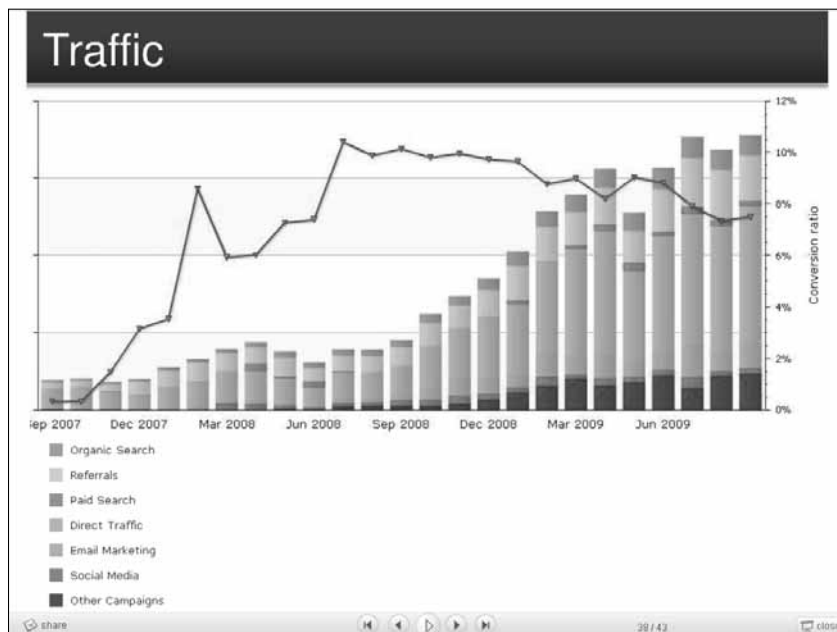 Traffic
12%
10%
8%
6%
4%
2%
0%
Conversion ratio
Sep 2007 Dec 2007 Mar 2008 Jun 2008 Sep 2008 Dec 2008 Mar 2009 Jun 2009
Organic Search
Referrals
Paid Search
Direct Traffic
Email Marketing
Social Media
Other Campaigns
share 38/43 close